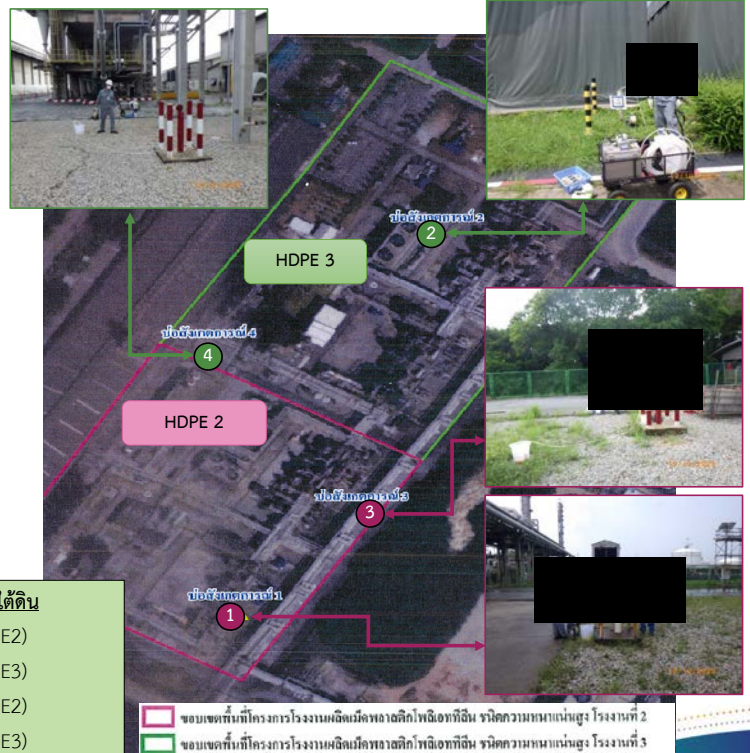 บ่อสังเกตการณ์ 2
2
HDPE 3
บ่อสังเกตการณ์ 4
4
HDPE 2
บ่อสังเกตการณ์ 3
3
บ่อสังเกตการณ์ 1
1
ใต้ดิน
E2)
E3)
E2)
E3)
ขอบเขตพื้นที่โครงการโรงงานผลิตเม็ดพลาสติกโพลิเอททีลีน ชนิดความหนาแน่นสูง โรงงานที่ 2
ขอบเขตพื้นที่โครงการโรงงานผลิตเม็ดพลาสติกโพลิเอททีลีน ชนิดความหนาแน่นสูง โรงงานที่ 3